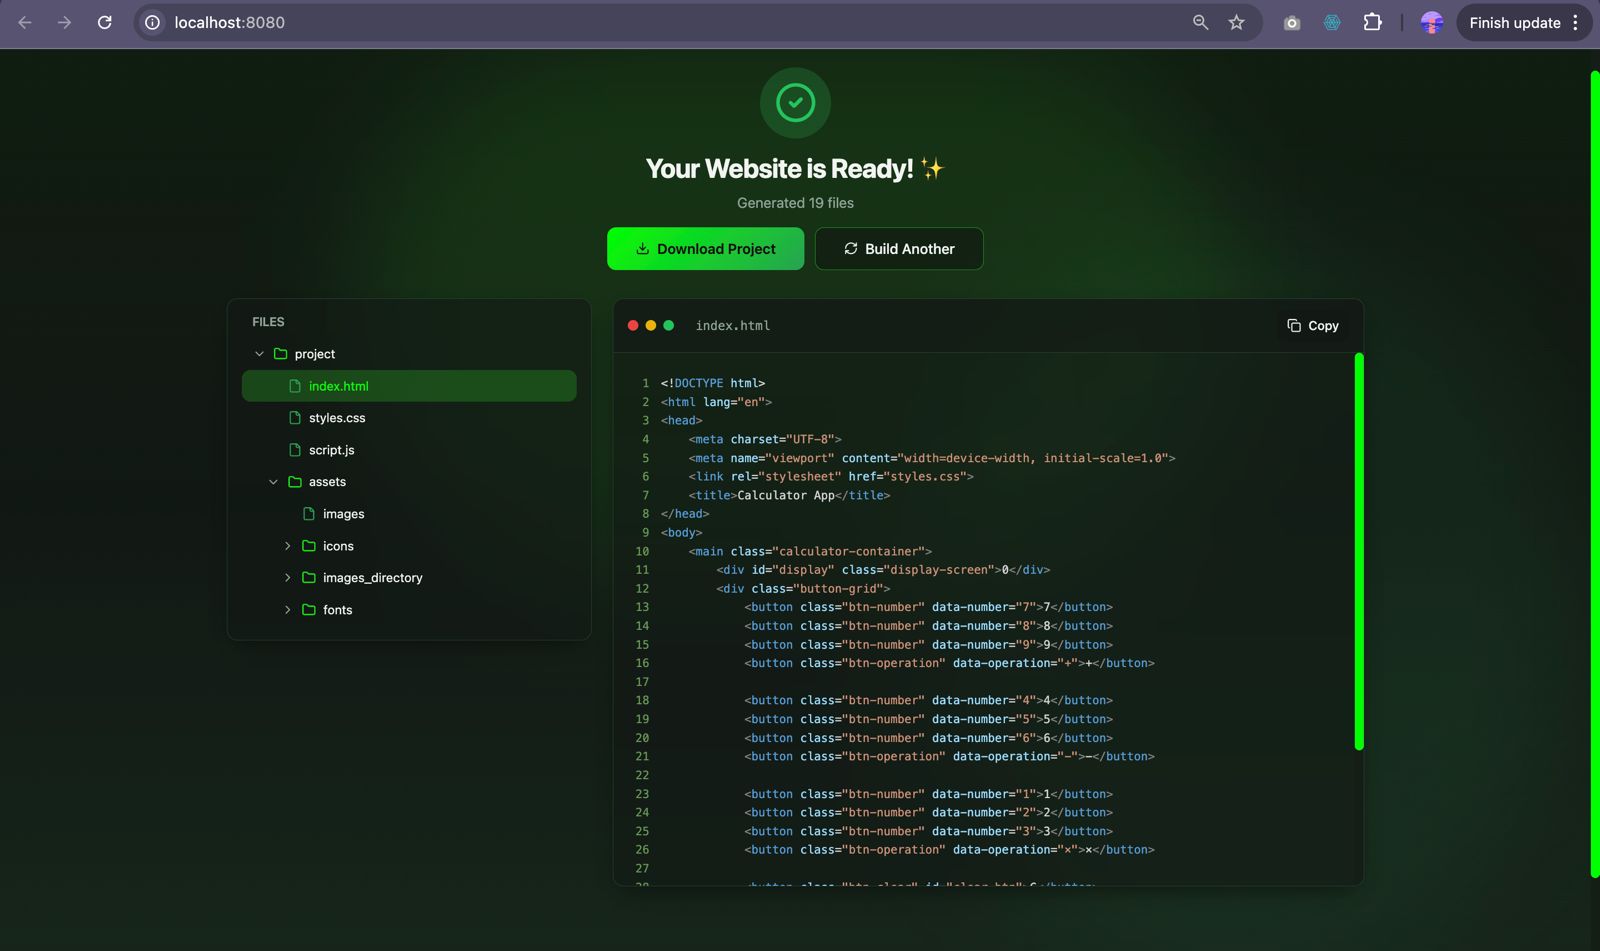 localhost:8080
Finish update
Your Website is Ready! ✨
Generated 19 files
Download Project
Build Another
FILES
project
index.html
styles.css
script.js
assets
images
icons
images_directory
fonts
index.html
Copy
1 <!DOCTYPE html>
2 <html lang="en">
3 <head>
4     <meta charset="UTF-8">
5     <meta name="viewport" content="width=device-width, initial-scale=1.0">
6     <link rel="stylesheet" href="styles.css">
7     <title>Calculator App</title>
8 </head>
9 <body>
10     <main class="calculator-container">
11         <div id="display" class="display-screen">0</div>
12         <div class="button-grid">
13             <button class="btn-number" data-number="7">7</button>
14             <button class="btn-number" data-number="8">8</button>
15             <button class="btn-number" data-number="9">9</button>
16             <button class="btn-operation" data-operation="+">+</button>
17
18             <button class="btn-number" data-number="4">4</button>
19             <button class="btn-number" data-number="5">5</button>
20             <button class="btn-number" data-number="6">6</button>
21             <button class="btn-operation" data-operation="−">−</button>
22
23             <button class="btn-number" data-number="1">1</button>
24             <button class="btn-number" data-number="2">2</button>
25             <button class="btn-number" data-number="3">3</button>
26             <button class="btn-operation" data-operation="×">×</button>
27